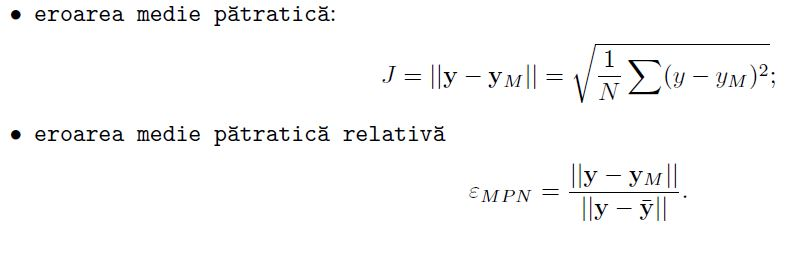 • eroarea medie pătratică:
J = ||y − y_M|| = √(1/N ∑(y − y_M)²);
• eroarea medie pătratică relativă
ε_MPN = ||y − y_M|| / ||y − ȳ||.